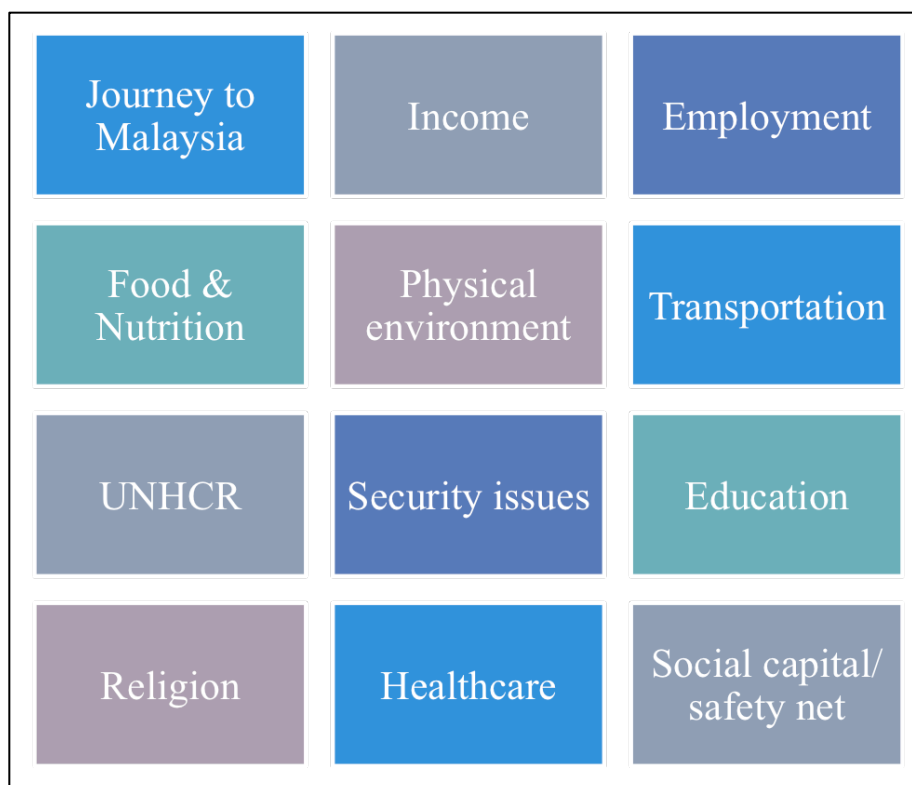 Journey to
Malaysia
Income
Employment
Food &
Nutrition
Physical
environment
Transportation
UNHCR
Security issues
Education
Religion
Healthcare
Social capital/
safety net